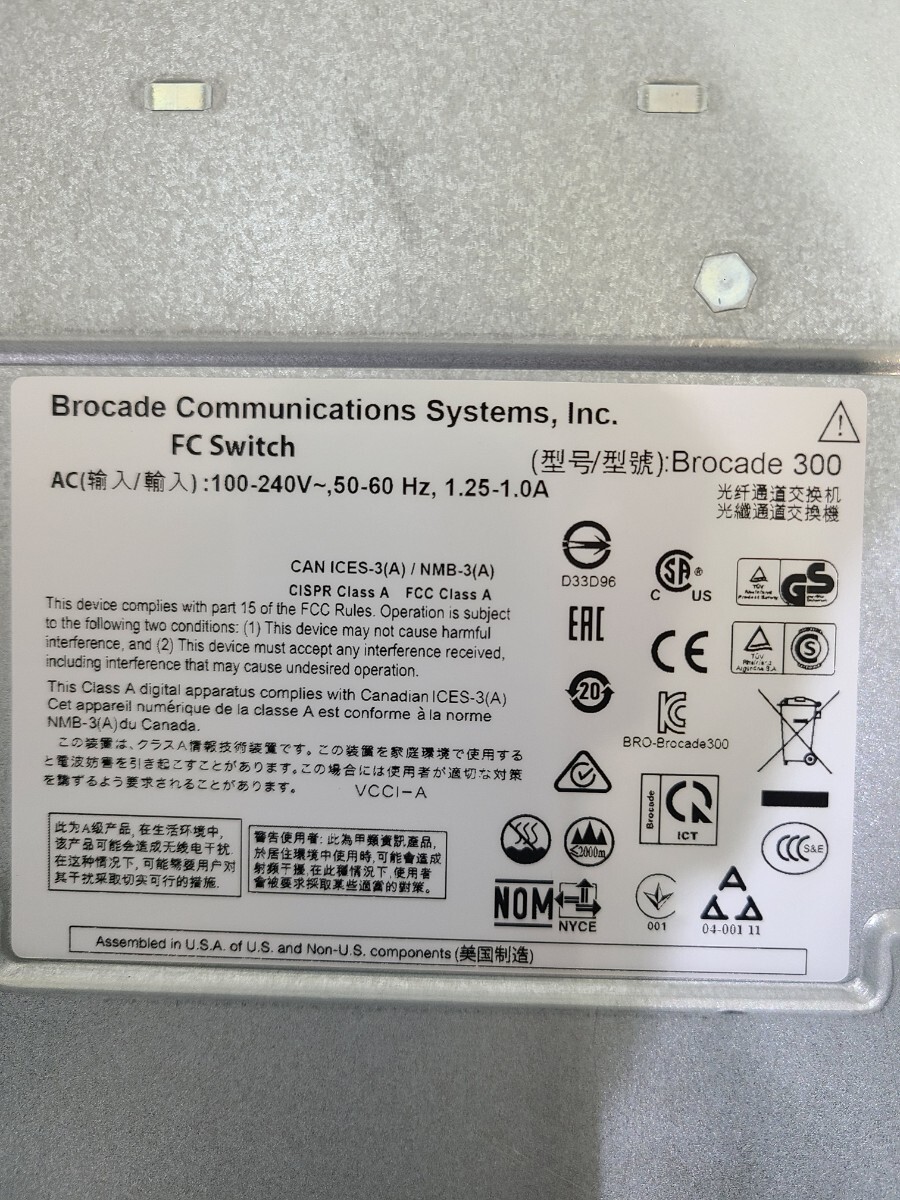 Brocade Communications Systems, Inc.
FC Switch
(型号/型號):Brocade 300
AC(输入/輸入):100-240V~,50-60 Hz, 1.25-1.0A
光纤通道交换机
光纖通道交換機
CAN ICES-3(A) / NMB-3(A)
CISPR Class A FCC Class A
This device complies with part 15 of the FCC Rules. Operation is subject
to the following two conditions: (1) This device may not cause harmful
interference, and (2) This device must accept any interference received,
including interference that may cause undesired operation.
This Class A digital apparatus complies with Canadian ICES-3(A)
Cet appareil numérique de la classe A est conforme à la norme
NMB-3(A)du Canada.
この装置は、クラスA情報技術装置です。この装置を家庭環境で使用する
と電波妨害を引き起こすことがあります。この場合には使用者が適切な対策
を講ずるよう要求されることがあります。 VCCI-A
此为A级产品,在生活环境中,
该产品可能会造成无线电干扰.
在这种情况下,可能需要用户对
其干扰采取切实可行的措施.
警告使用者:此為甲類資訊產品,
於居住環境中使用時,可能會造成
射頻干擾,在此種情況下,使用者
會被要求採取某些適當的對策。
D33D96
C SA ® US
TÜV
GS
EAC
CE
TÜV
Rheinland
Argentina S.A
S
20
KC
BRO-Brocade300
Brocade
ICT
≤2000m
CCC S&E
NOM
NYCE
001
04-001 11
Assembled in U.S.A. of U.S. and Non-U.S. components (美国制造)